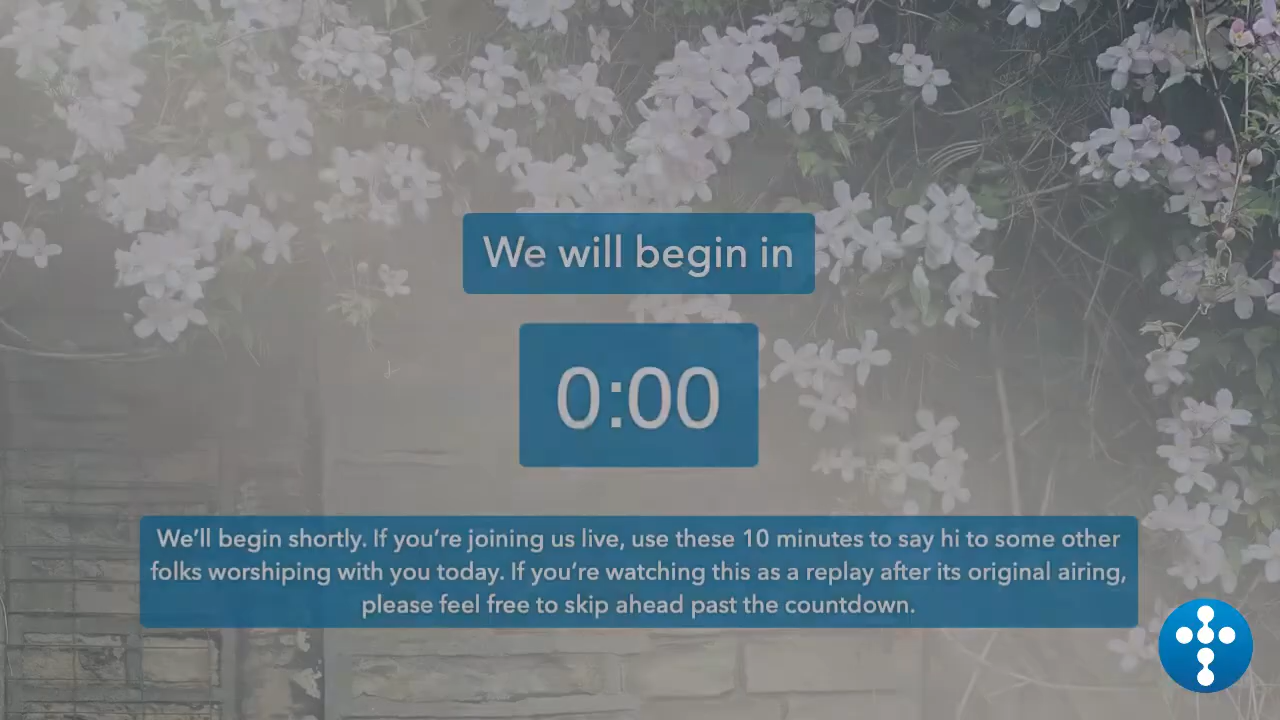 We will begin in
0:00
We’ll begin shortly. If you’re joining us live, use these 10 minutes to say hi to some other
folks worshiping with you today. If you’re watching this as a replay after its original airing,
please feel free to skip ahead past the countdown.